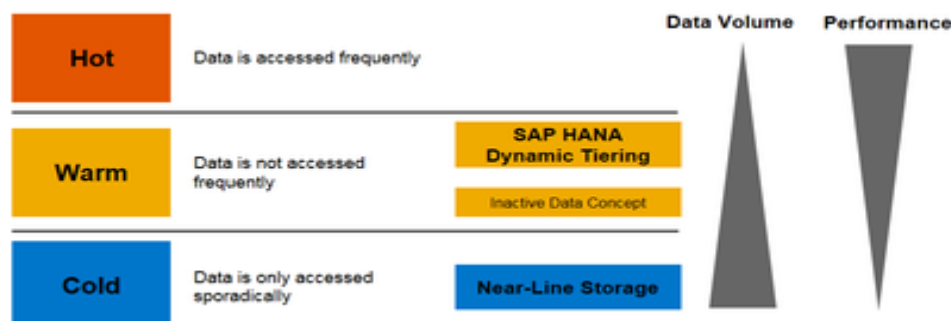 Data Volume
Performance
Hot
Data is accessed frequently
Warm
Data is not accessed
frequently
SAP HANA
Dynamic Tiering
Inactive Data Concept
Cold
Data is only accessed
sporadically
Near-Line Storage